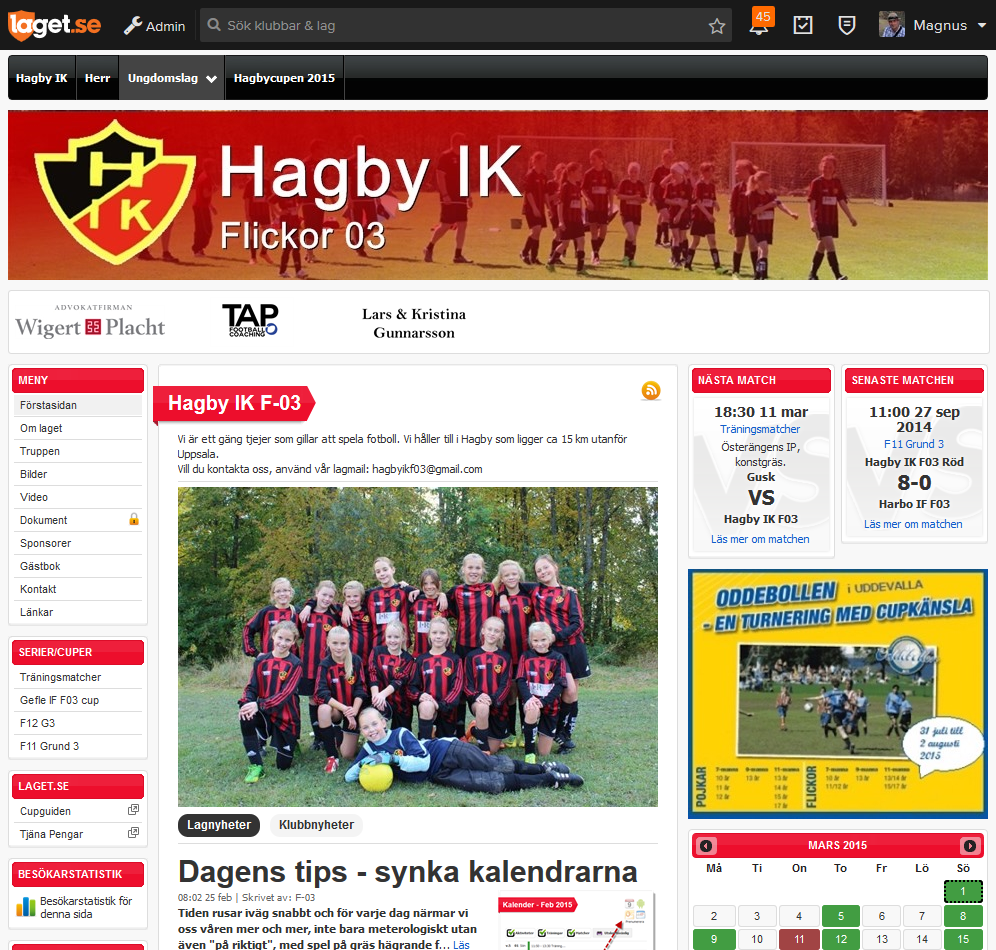 laget.se
Admin
Sök klubbar & lag
45
Magnus
Hagby IK
Herr
Ungdomslag
Hagbycupen 2015
H
IK
Hagby IK
Flickor 03
ADVOKATFIRMAN
Wigert Placht
TAP
FOOTBALL
COACHING
Lars & Kristina
Gunnarsson
MENY
Förstasidan
Om laget
Truppen
Bilder
Video
Dokument
Sponsorer
Gästbok
Kontakt
Länkar
SERIER/CUPER
Träningsmatcher
Gefle IF F03 cup
F12 G3
F11 Grund 3
LAGET.SE
Cupguiden
Tjäna Pengar
BESÖKARSTATISTIK
Besökarstatistik för
denna sida
Hagby IK F-03
Vi är ett gäng tjejer som gillar att spela fotboll. Vi håller till i Hagby som ligger ca 15 km utanför
Uppsala.
Vill du kontakta oss, använd vår lagmail: hagbyikf03@gmail.com
Lagnyheter
Klubbnyheter
Dagens tips - synka kalendrarna
08:02 25 feb | Skrivet av: F-03
Tiden rusar iväg snabbt och för varje dag närmar vi
oss våren mer och mer, inte bara meterologiskt utan
även "på riktigt", med spel på gräs hägrande f... Läs
Kalender - Feb 2015
NÄSTA MATCH
18:30 11 mar
Träningsmatcher
Österängens IP,
konstgräs.
Gusk
VS
Hagby IK F03
Läs mer om matchen
SENASTE MATCHEN
11:00 27 sep
2014
F11 Grund 3
Hagby IK F03 Röd
8-0
Harbo IF F03
Läs mer om matchen
ODDEBOLLEN i UDDEVALLA
- EN TURNERING MED CUPKÄNSLA
31 juli till
2 augusti
2015
POJKAR
FLICKOR
MARS 2015
Må Ti On To Fr Lö Sö
1
2 3 4 5 6 7 8
9 10 11 12 13 14 15